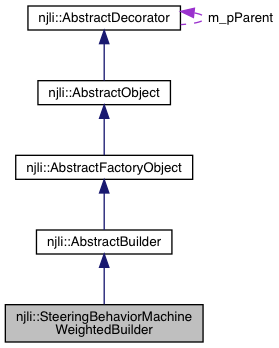 njli::AbstractDecorator
m_pParent
njli::AbstractObject
njli::AbstractFactoryObject
njli::AbstractBuilder
njli::SteeringBehaviorMachine
WeightedBuilder